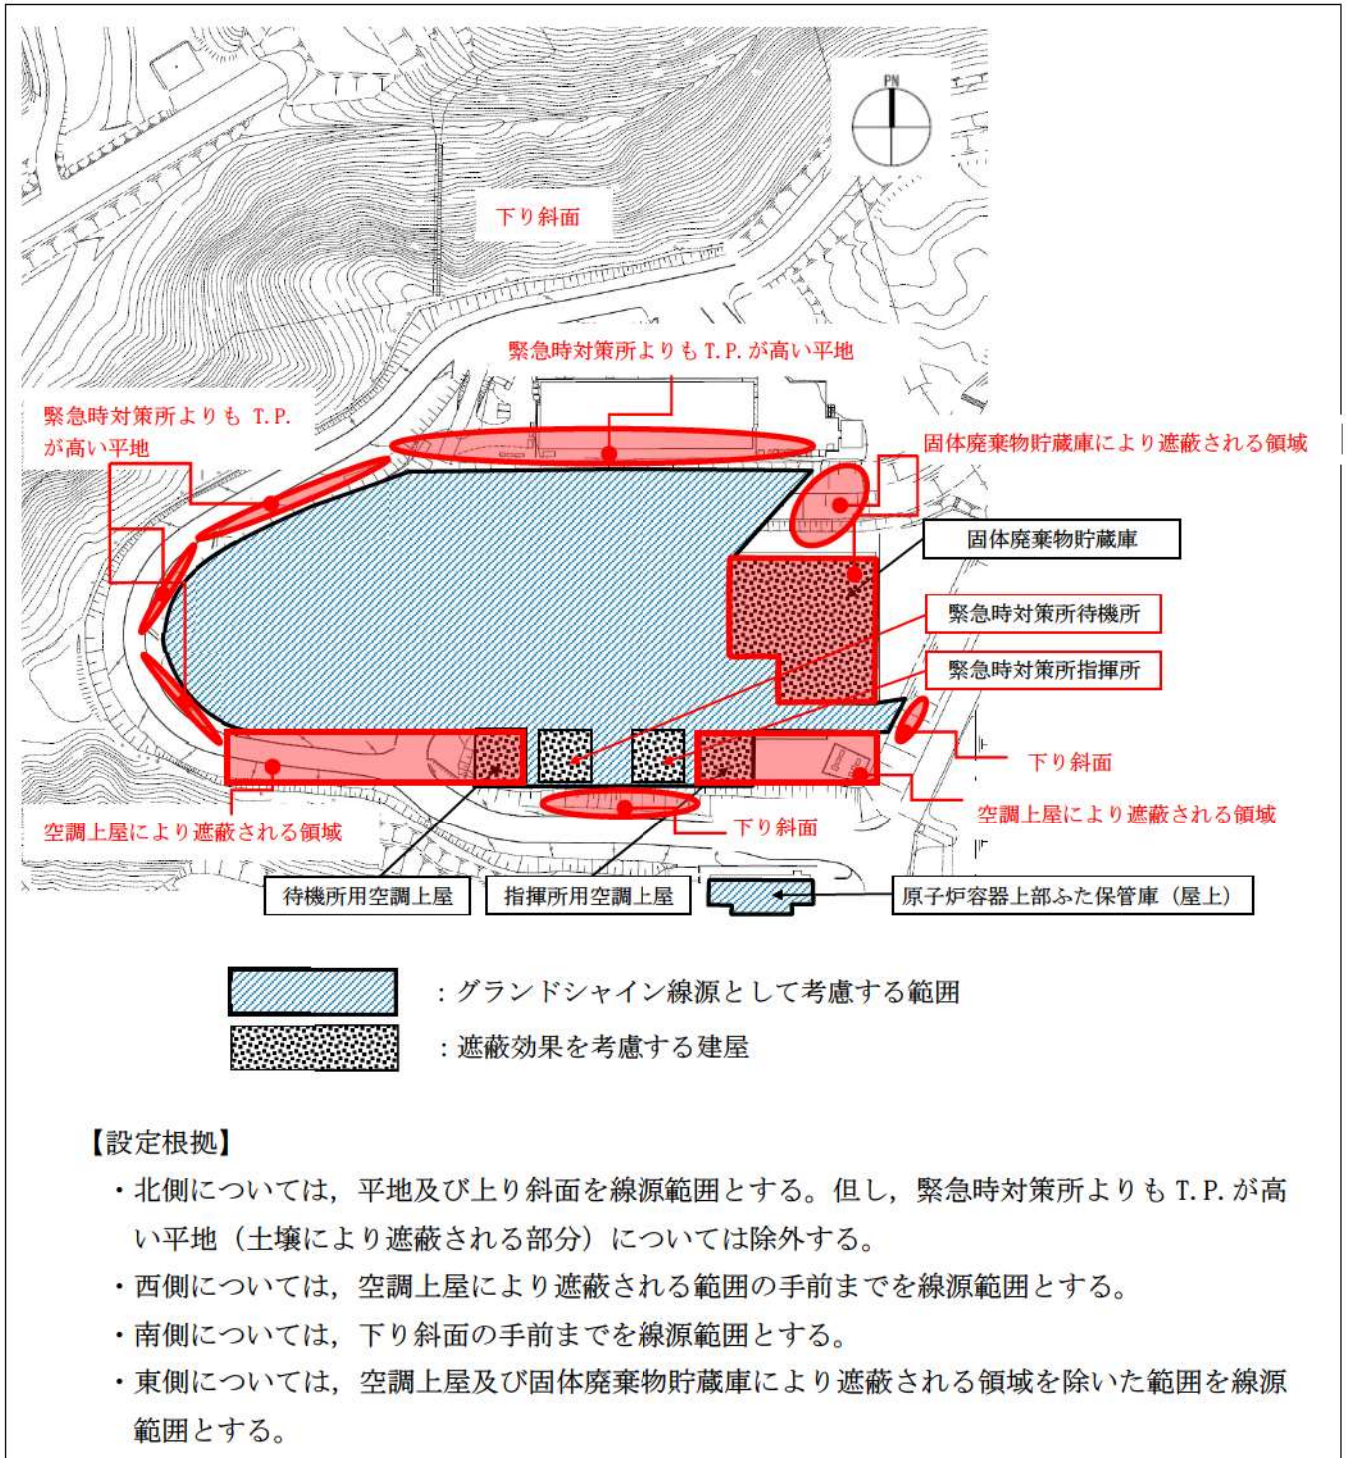 PN
下り斜面
緊急時対策所よりも T.P. が高い平地
緊急時対策所よりも T.P.
が高い平地
固体廃棄物貯蔵庫により遮蔽される領域
固体廃棄物貯蔵庫
緊急時対策所待機所
緊急時対策所指揮所
下り斜面
空調上屋により遮蔽される領域
空調上屋により遮蔽される領域
下り斜面
待機所用空調上屋
指揮所用空調上屋
原子炉容器上部ふた保管庫（屋上）
：グランドシャイン線源として考慮する範囲
：遮蔽効果を考慮する建屋
【設定根拠】
・北側については，平地及び上り斜面を線源範囲とする。但し，緊急時対策所よりも T.P. が高
い平地（土壌により遮蔽される部分）については除外する。
・西側については，空調上屋により遮蔽される範囲の手前までを線源範囲とする。
・南側については，下り斜面の手前までを線源範囲とする。
・東側については，空調上屋及び固体廃棄物貯蔵庫により遮蔽される領域を除いた範囲を線源
範囲とする。